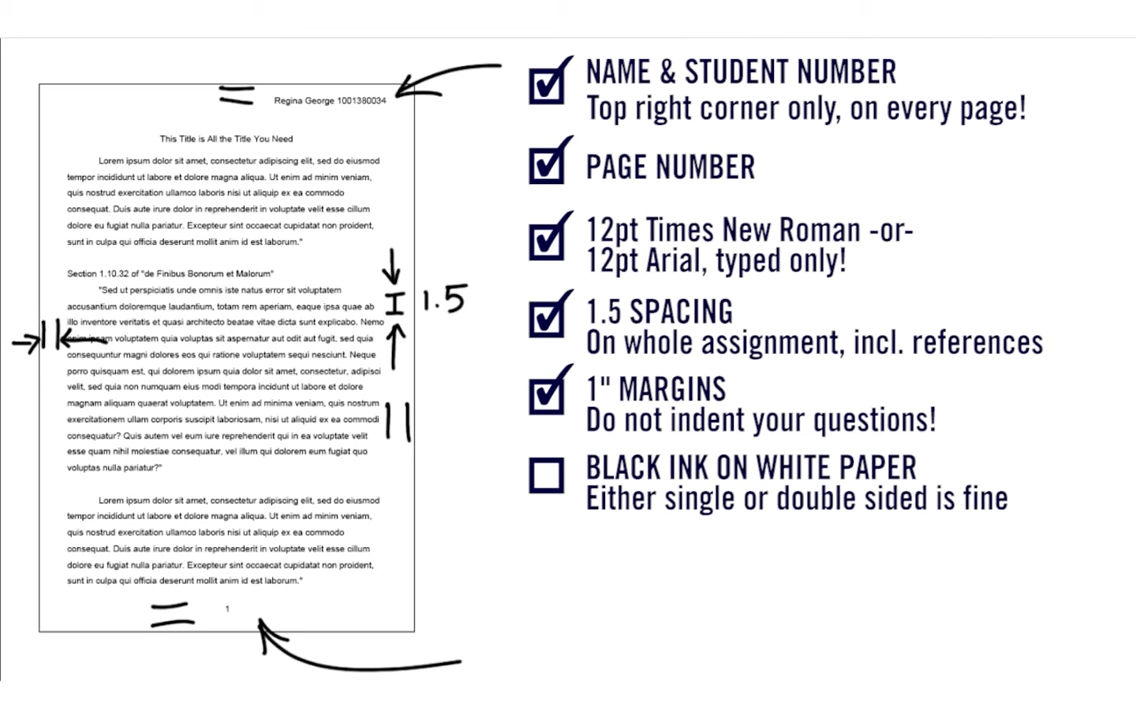 Regina George 1001380034
This Title is All the Title You Need
Lorem ipsum dolor sit amet, consectetur adipiscing elit, sed do eiusmod
tempor incididunt ut labore et dolore magna aliqua. Ut enim ad minim veniam,
quis nostrud exercitation ullamco laboris nisi ut aliquip ex ea commodo
consequat. Duis aute irure dolor in reprehenderit in voluptate velit esse cillum
dolore eu fugiat nulla pariatur. Excepteur sint occaecat cupidatat non proident,
sunt in culpa qui officia deserunt mollit anim id est laborum."
Section 1.10.32 of "de Finibus Bonorum et Malorum"
"Sed ut perspiciatis unde omnis iste natus error sit voluptatem
accusantium doloremque laudantium, totam rem aperiam, eaque ipsa quae ab
illo inventore veritatis et quasi architecto beatae vitae dicta sunt explicabo. Nemo
enim ipsam voluptatem quia voluptas sit aspernatur aut odit aut fugit, sed quia
consequuntur magni dolores eos qui ratione voluptatem sequi nesciunt. Neque
porro quisquam est, qui dolorem ipsum quia dolor sit amet, consectetur, adipisci
velit, sed quia non numquam eius modi tempora incidunt ut labore et dolore
magnam aliquam quaerat voluptatem. Ut enim ad minima veniam, quis nostrum
exercitationem ullam corporis suscipit laboriosam, nisi ut aliquid ex ea commodi
consequatur? Quis autem vel eum iure reprehenderit qui in ea voluptate velit
esse quam nihil molestiae consequatur, vel illum qui dolorem eum fugiat quo
voluptas nulla pariatur?"
Lorem ipsum dolor sit amet, consectetur adipiscing elit, sed do eiusmod
tempor incididunt ut labore et dolore magna aliqua. Ut enim ad minim veniam,
quis nostrud exercitation ullamco laboris nisi ut aliquip ex ea commodo
consequat. Duis aute irure dolor in reprehenderit in voluptate velit esse cillum
dolore eu fugiat nulla pariatur. Excepteur sint occaecat cupidatat non proident,
sunt in culpa qui officia deserunt mollit anim id est laborum."
1
1.5
NAME & STUDENT NUMBER
Top right corner only, on every page!
PAGE NUMBER
12pt Times New Roman -or-
12pt Arial, typed only!
1.5 SPACING
On whole assignment, incl. references
1" MARGINS
Do not indent your questions!
BLACK INK ON WHITE PAPER
Either single or double sided is fine